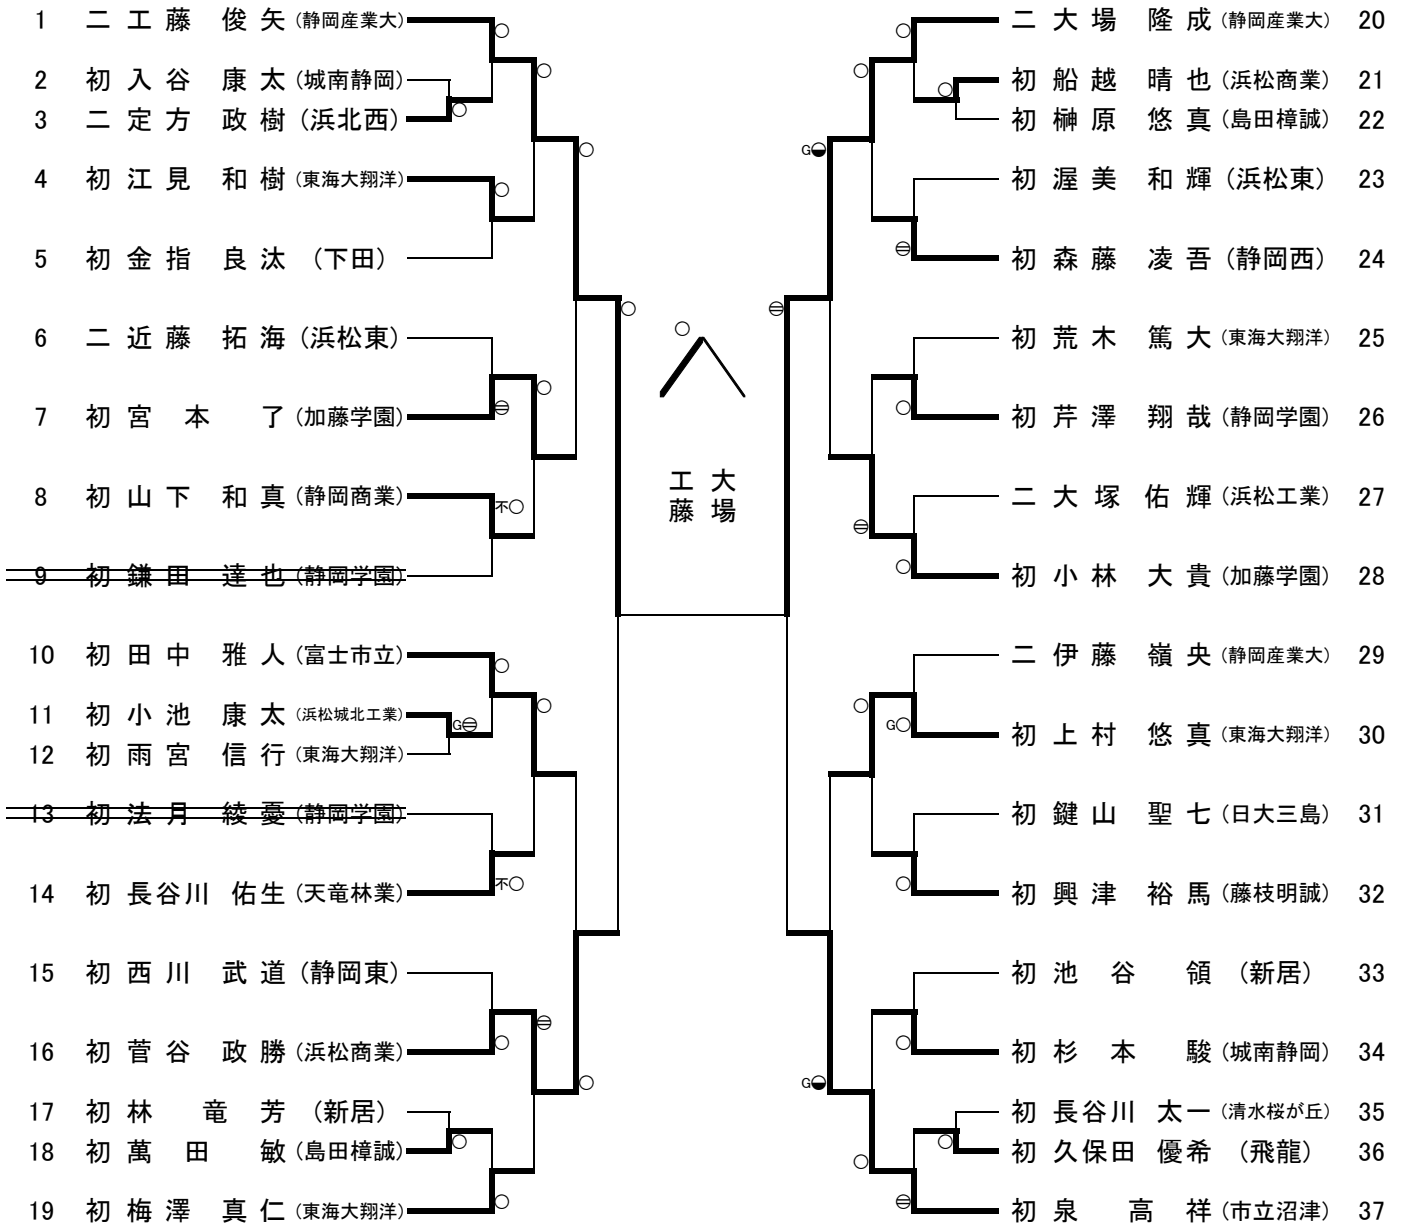 1 二 工藤 俊矢 (静岡産業大)
2 初 入谷 康太 (城南静岡)
3 二 定方 政樹 (浜北西)
4 初 江見 和樹 (東海大翔洋)
5 初 金指 良汰 (下田)
6 二 近藤 拓海 (浜松東)
7 初 宮本 了 (加藤学園)
8 初 山下 和真 (静岡商業)
不
9 初 鎌田 達也 (静岡学園)
10 初 田中 雅人 (富士市立)
11 初 小池 康太 (浜松城北工業)
G
12 初 雨宮 信行 (東海大翔洋)
13 初 法月 綾憂 (静岡学園)
14 初 長谷川 佑生 (天竜林業)
不
15 初 西川 武道 (静岡東)
16 初 菅谷 政勝 (浜松商業)
17 初 林 竜芳 (新居)
18 初 萬田 敏 (島田樟誠)
19 初 梅澤 真仁 (東海大翔洋)
工藤
大場
二 大場 隆成 (静岡産業大) 20
初 船越 晴也 (浜松商業) 21
初 榊原 悠真 (島田樟誠) 22
G
初 渥美 和輝 (浜松東) 23
初 森藤 凌吾 (静岡西) 24
初 荒木 篤大 (東海大翔洋) 25
初 芹澤 翔哉 (静岡学園) 26
二 大塚 佑輝 (浜松工業) 27
初 小林 大貴 (加藤学園) 28
二 伊藤 嶺央 (静岡産業大) 29
G
初 上村 悠真 (東海大翔洋) 30
初 鍵山 聖七 (日大三島) 31
初 興津 裕馬 (藤枝明誠) 32
初 池谷 領 (新居) 33
初 杉本 駿 (城南静岡) 34
G
初 長谷川 太一 (清水桜が丘) 35
初 久保田 優希 (飛龍) 36
初 泉 高祥 (市立沼津) 37